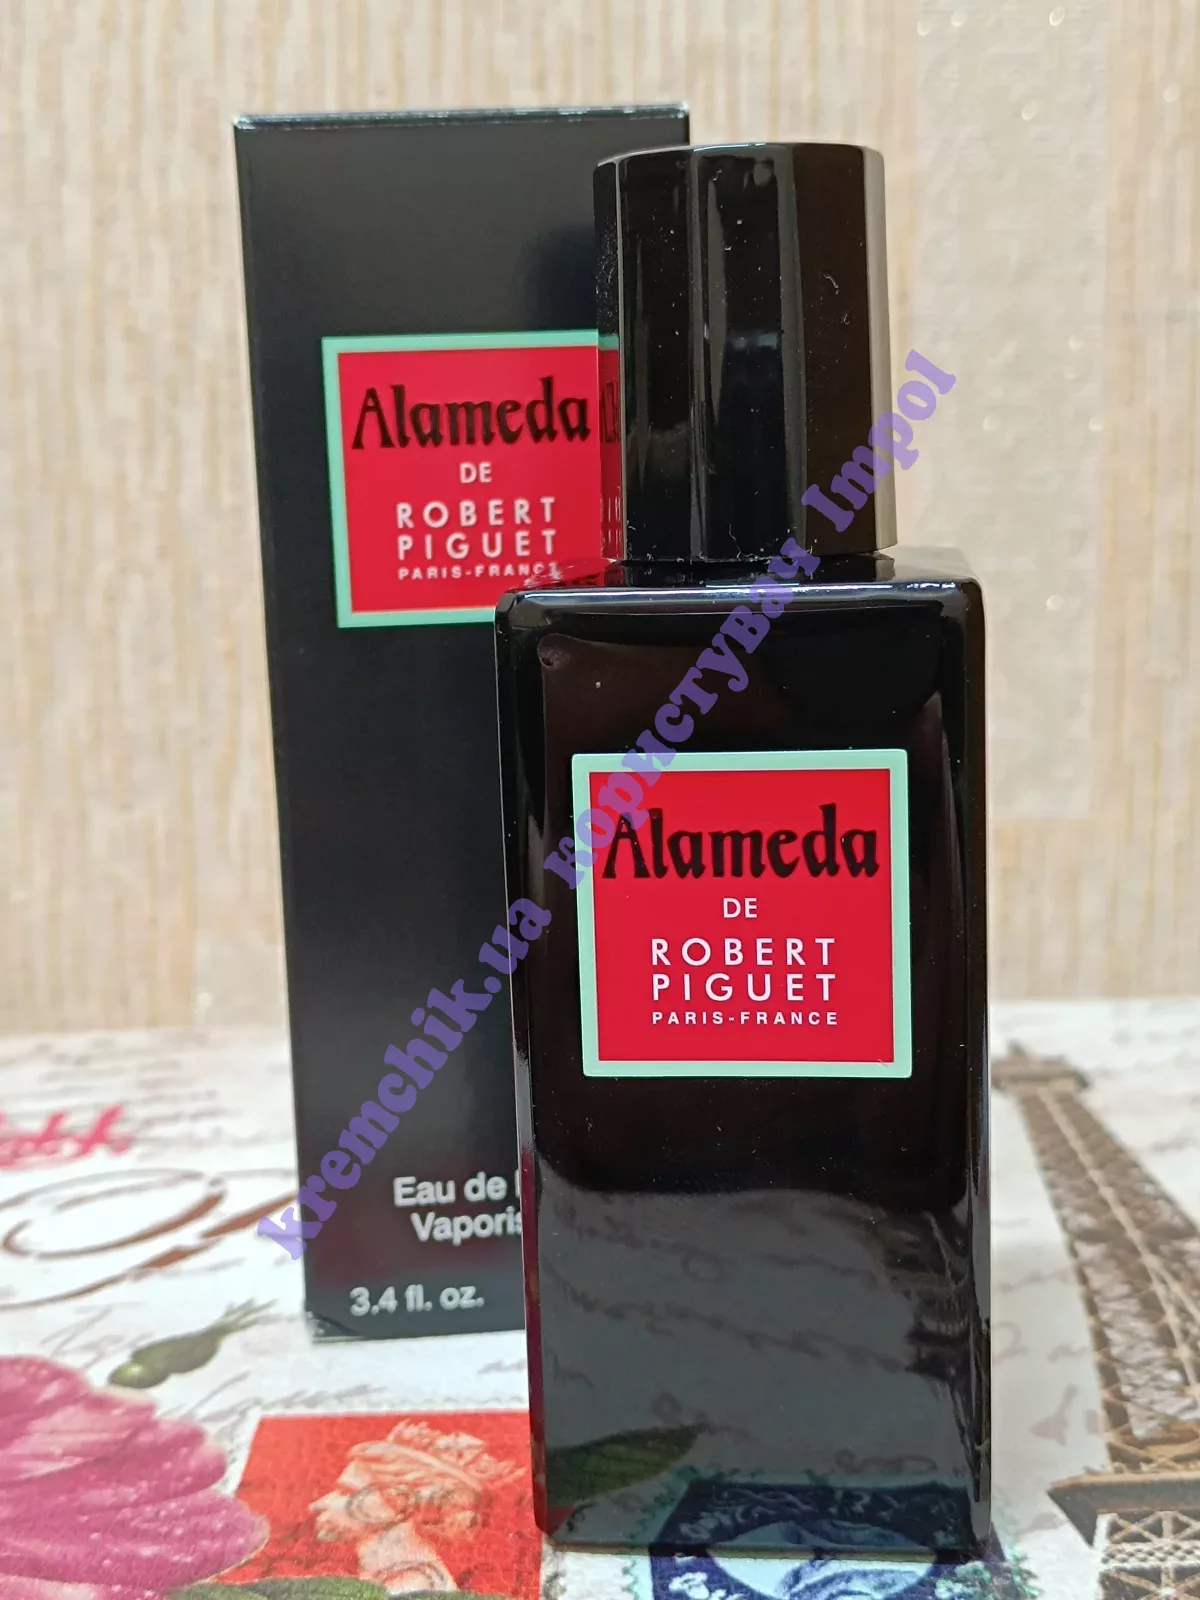 Alameda
DE
ROBERT
PIGUET
PARIS-FRANCE
Eau de
Vaporis
3.4 fl. oz.
Alameda
DE
ROBERT
PIGUET
PARIS-FRANCE
kremchik.ua користувач Impol